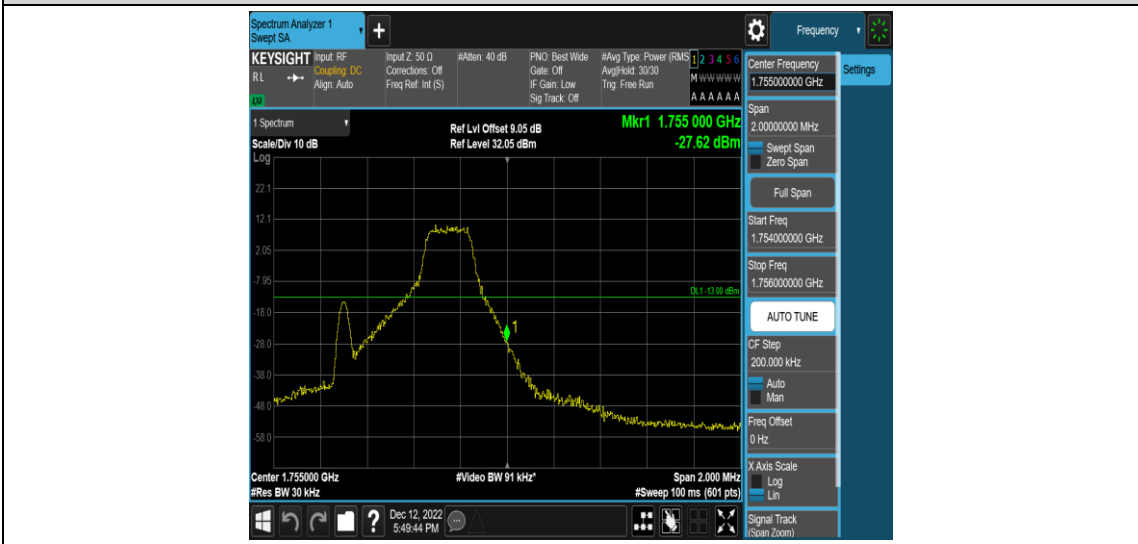 Spectrum Analyzer 1
Swept SA
+
Frequency
KEYSIGHT
RL
LXI
Input: RF
Coupling: DC
Align: Auto
Input Z: 50 Ω
Corrections: Off
Freq Ref: Int (S)
#Atten: 40 dB
PNO: Best Wide
Gate: Off
IF Gain: Low
Sig Track: Off
#Avg Type: Power (RMS
Avg|Hold: 30/30
Trig: Free Run
1 2 3 4 5 6
M W W W W W
A A A A A A
1 Spectrum
Scale/Div 10 dB
Log
Ref Lvl Offset 9.05 dB
Ref Level 32.05 dBm
Mkr1 1.755 000 GHz
-27.62 dBm
22.1
12.1
2.05
-7.95
DL1 -13.00 dBm
-18.0
1
-28.0
-38.0
-48.0
-58.0
Center 1.755000 GHz
#Video BW 91 kHz*
Span 2.000 MHz
#Res BW 30 kHz
#Sweep 100 ms (601 pts)
?
Dec 12, 2022
5:49:44 PM
Settings
Center Frequency
1.755000000 GHz
Span
2.00000000 MHz
Swept Span
Zero Span
Full Span
Start Freq
1.754000000 GHz
Stop Freq
1.756000000 GHz
AUTO TUNE
CF Step
200.000 kHz
Auto
Man
Freq Offset
0 Hz
X Axis Scale
Log
Lin
Signal Track
(Span Zoom)